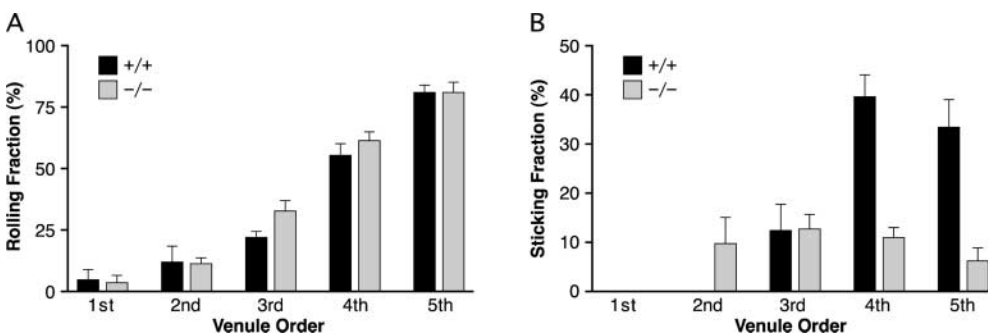 A
Rolling Fraction (%)
100
75
50
25
0
+/+
−/−
1st 2nd 3rd 4th 5th
Venule Order
B
Sticking Fraction (%)
50
40
30
20
10
0
+/+
−/−
1st 2nd 3rd 4th 5th
Venule Order